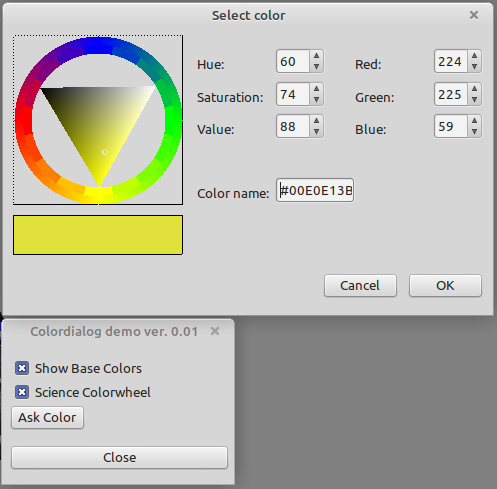 Select color
Hue: 60 Red: 224
Saturation: 74 Green: 225
Value: 88 Blue: 59
Color name: #00E0E13B
Cancel OK
Colordialog demo ver. 0.01
Show Base Colors
Science Colorwheel
Ask Color
Close